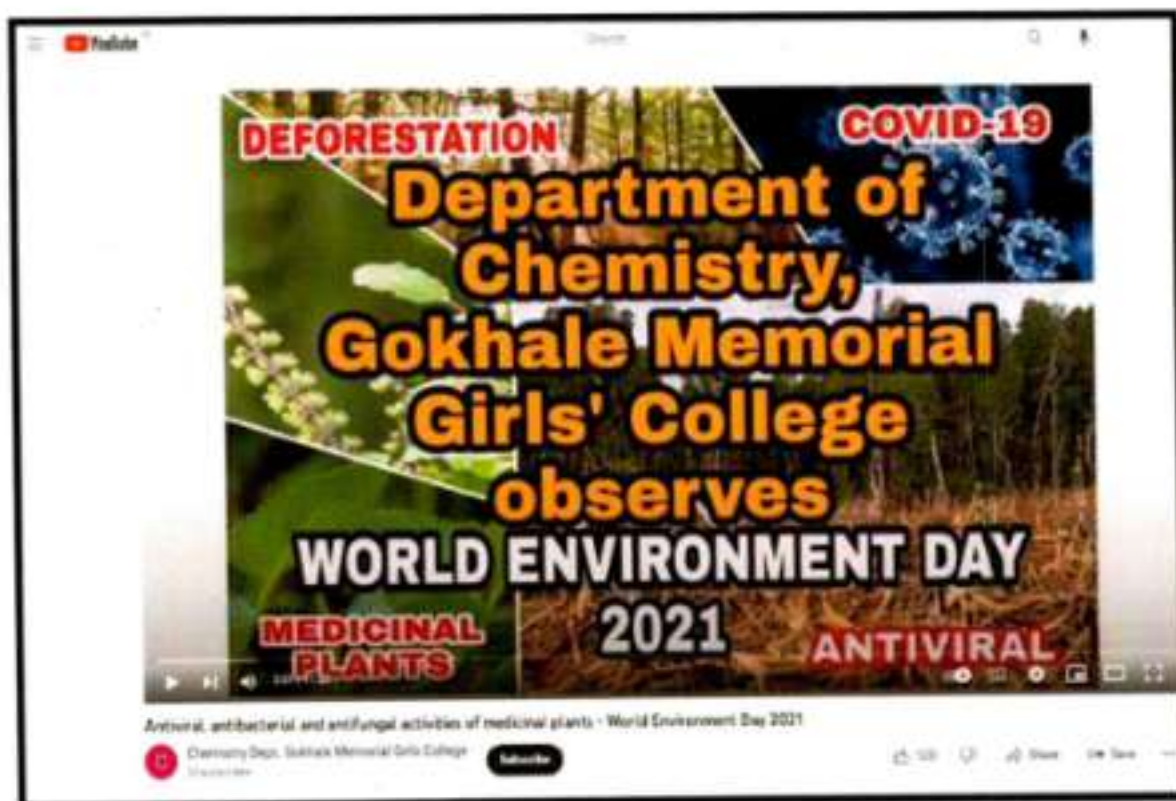 YouTube
Search
DEFORESTATION
COVID-19
Department of
Chemistry,
Gokhale Memorial
Girls' College
observes
WORLD ENVIRONMENT DAY
2021
MEDICINAL
PLANTS
ANTIVIRAL
Antiviral, antibacterial and antifungal activities of medicinal plants - World Environment Day 2021
Chemistry Dept. Gokhale Memorial Girls College
Subscribe
Share
Save